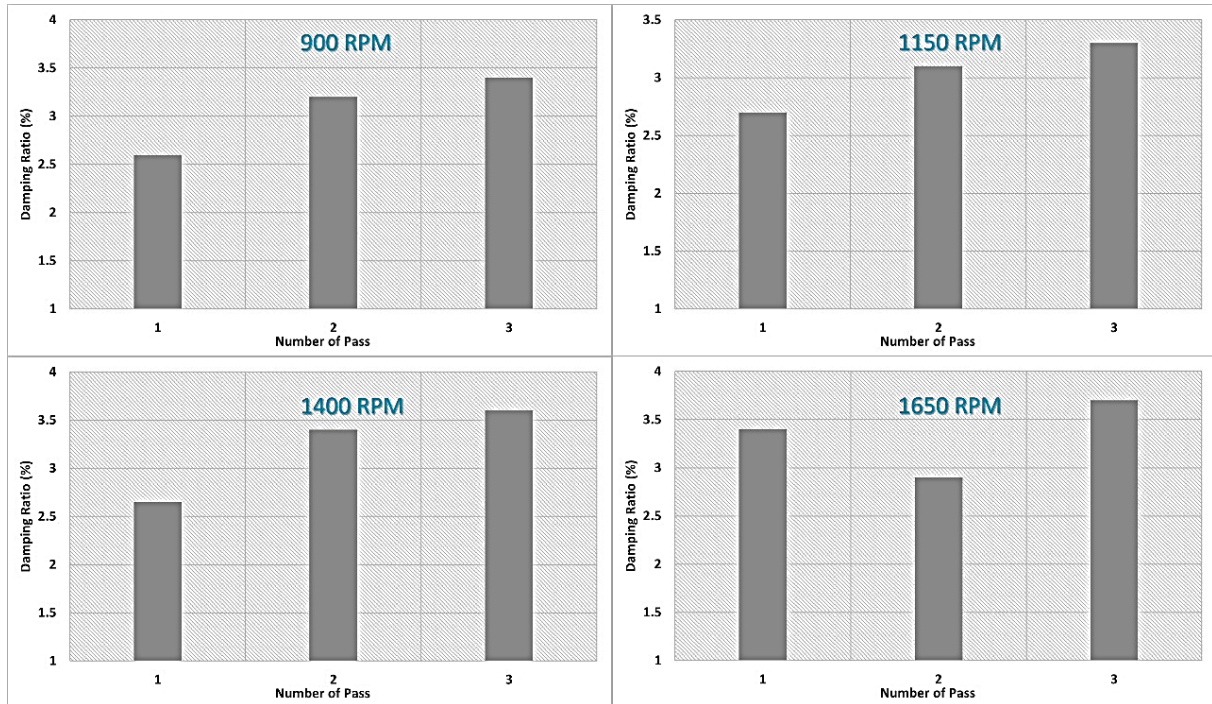 900 RPM
Damping Ratio (%)
4
3.5
3
2.5
2
1.5
1
1 2 3
Number of Pass
1150 RPM
Damping Ratio (%)
3.5
3
2.5
2
1.5
1
1 2 3
Number of Pass
1400 RPM
Damping Ratio (%)
4
3.5
3
2.5
2
1.5
1
1 2 3
Number of Pass
1650 RPM
Damping Ratio (%)
4
3.5
3
2.5
2
1.5
1
1 2 3
Number of Pass